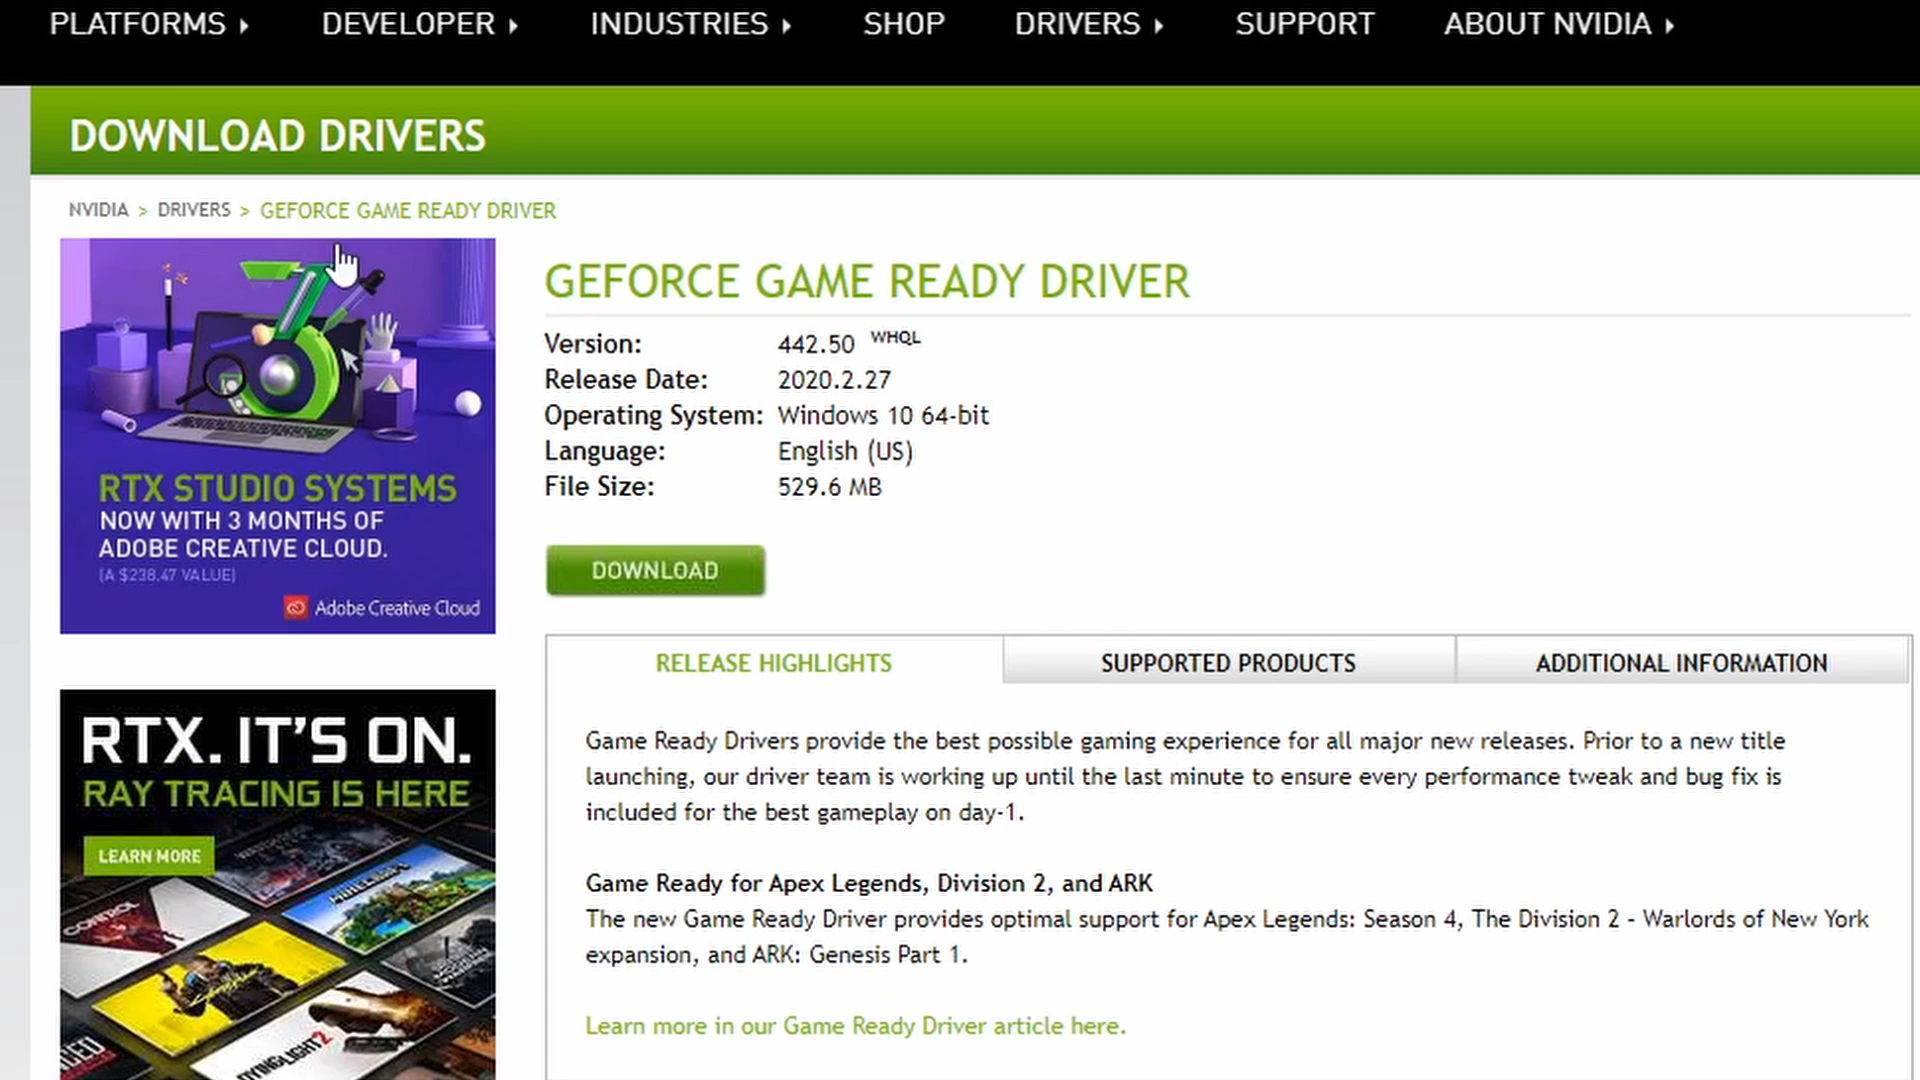 PLATFORMS DEVELOPER INDUSTRIES SHOP DRIVERS SUPPORT ABOUT NVIDIA
DOWNLOAD DRIVERS
NVIDIA > DRIVERS > GEFORCE GAME READY DRIVER
RTX STUDIO SYSTEMS
NOW WITH 3 MONTHS OF
ADOBE CREATIVE CLOUD.
(A $238.47 VALUE)
Adobe Creative Cloud
RTX. IT'S ON.
RAY TRACING IS HERE
LEARN MORE
MINECRAFT
CONTROL
Cyberpunk
DYING LIGHT 2
GEFORCE GAME READY DRIVER
Version: 442.50 WHQL
Release Date: 2020.2.27
Operating System: Windows 10 64-bit
Language: English (US)
File Size: 529.6 MB
DOWNLOAD
RELEASE HIGHLIGHTS SUPPORTED PRODUCTS ADDITIONAL INFORMATION
Game Ready Drivers provide the best possible gaming experience for all major new releases. Prior to a new title
launching, our driver team is working up until the last minute to ensure every performance tweak and bug fix is
included for the best gameplay on day-1.
Game Ready for Apex Legends, Division 2, and ARK
The new Game Ready Driver provides optimal support for Apex Legends: Season 4, The Division 2 - Warlords of New York
expansion, and ARK: Genesis Part 1.
Learn more in our Game Ready Driver article here.